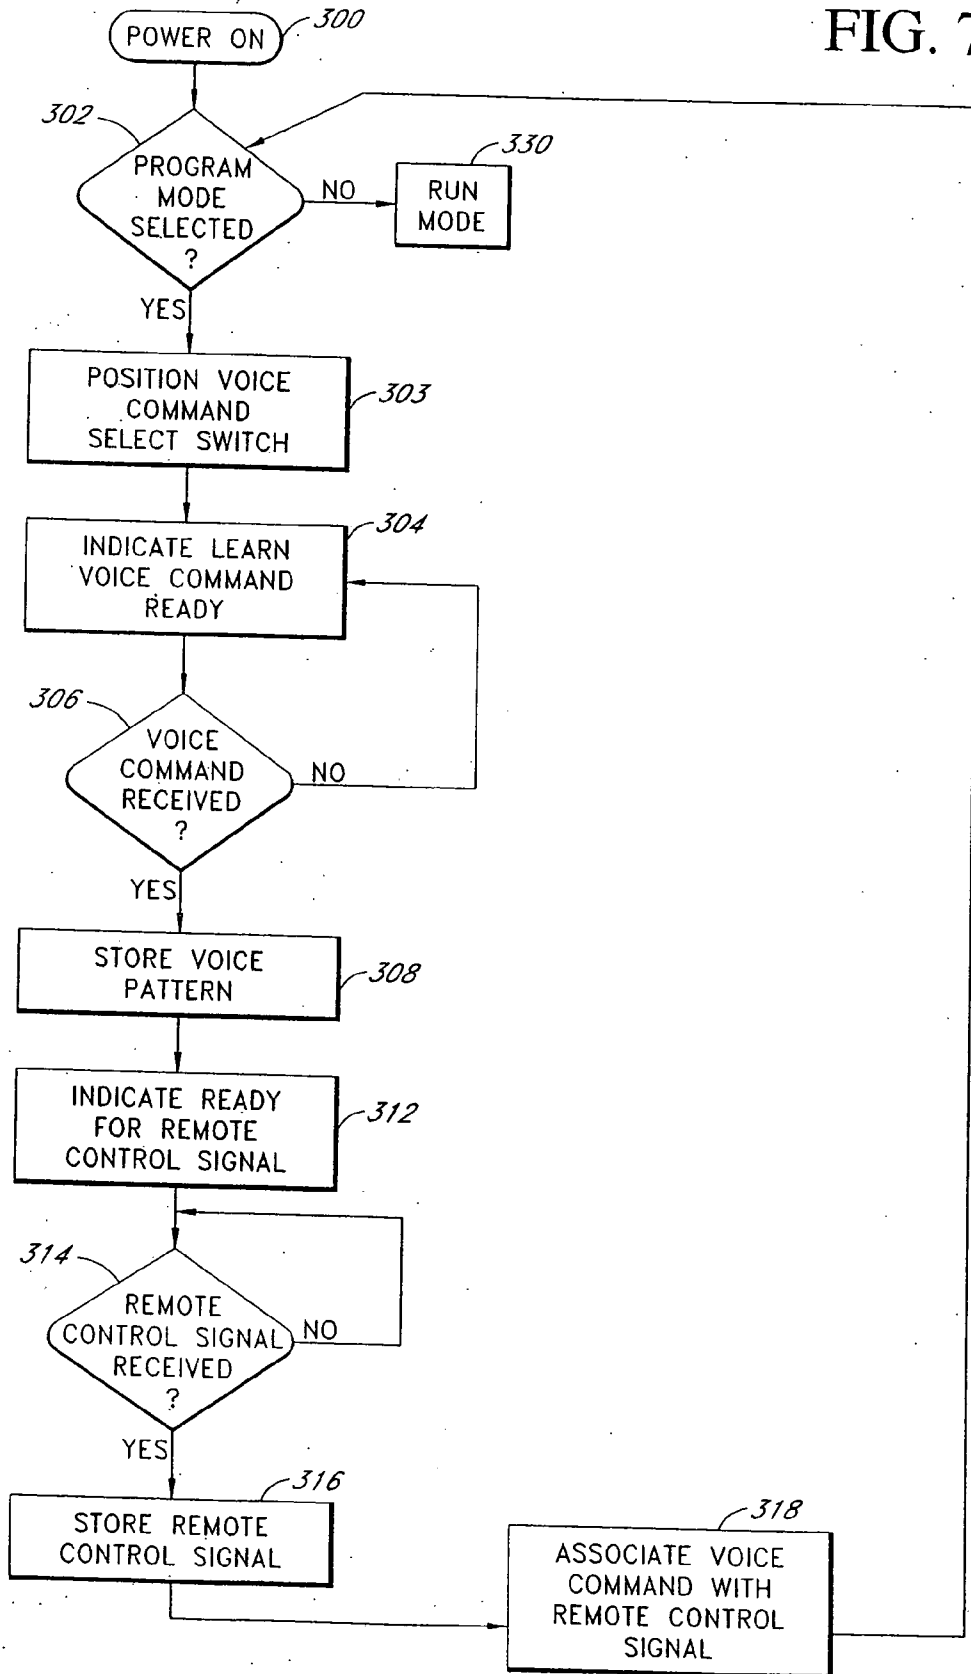 POWER ON
300
FIG. 7
302
PROGRAM
MODE
SELECTED
?
NO
330
RUN
MODE
YES
POSITION VOICE
COMMAND
SELECT SWITCH
303
304
INDICATE LEARN
VOICE COMMAND
READY
306
VOICE
COMMAND
RECEIVED
?
NO
YES
STORE VOICE
PATTERN
308
INDICATE READY
FOR REMOTE
CONTROL SIGNAL
312
314
REMOTE
CONTROL SIGNAL
RECEIVED
?
NO
YES
316
STORE REMOTE
CONTROL SIGNAL
318
ASSOCIATE VOICE
COMMAND WITH
REMOTE CONTROL
SIGNAL